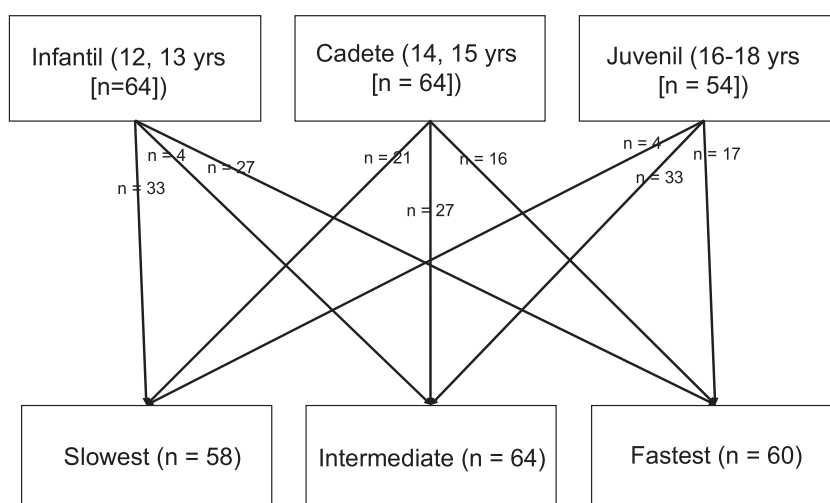 Infantil (12, 13 yrs
[n=64])
Cadete (14, 15 yrs
[n = 64])
Juvenil (16-18 yrs
[n = 54])
n = 4
n = 27
n = 33
n = 21
n = 16
n = 27
n = 4
n = 17
n = 33
Slowest (n = 58)
Intermediate (n = 64)
Fastest (n = 60)